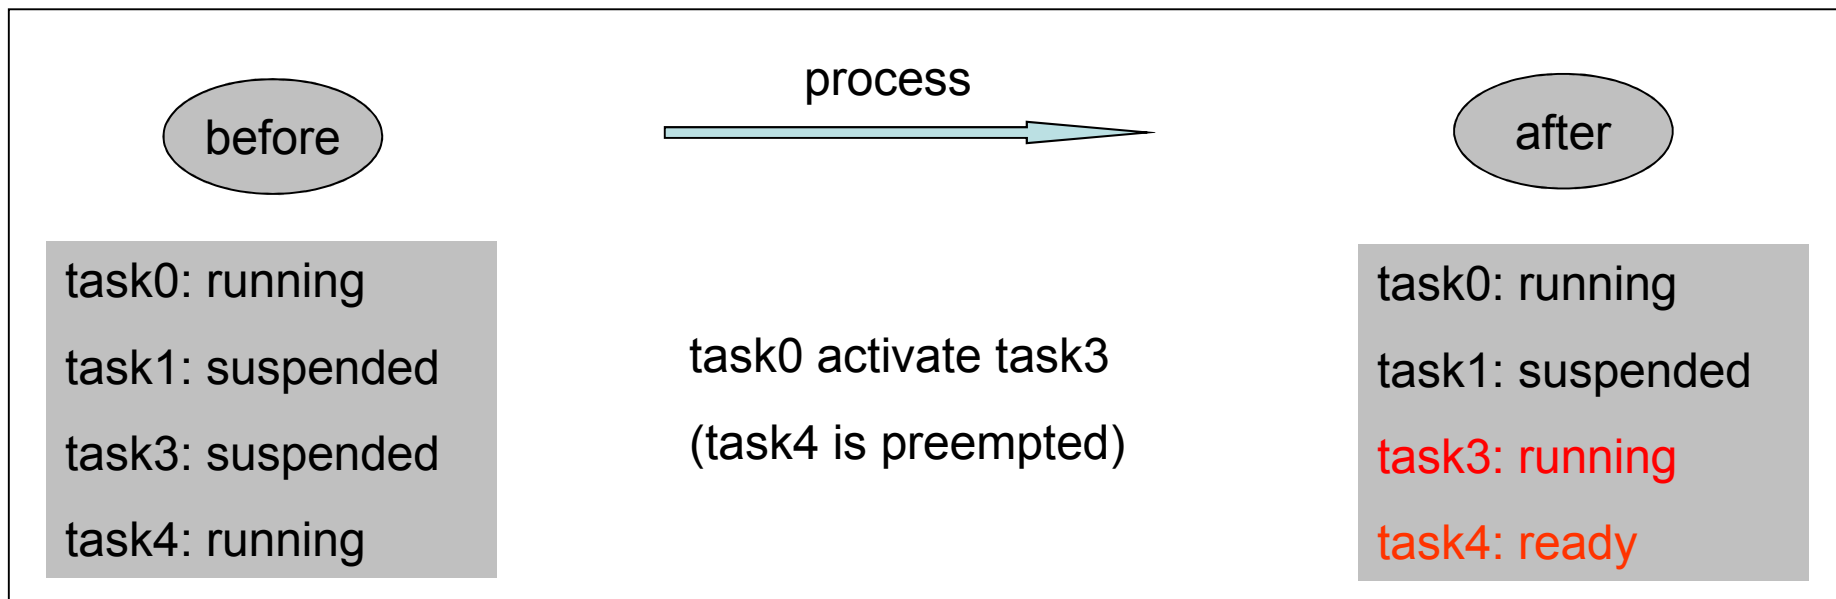 before
process
after
task0: running
task1: suspended
task3: suspended
task4: running
task0 activate task3
(task4 is preempted)
task0: running
task1: suspended
task3: running
task4: ready